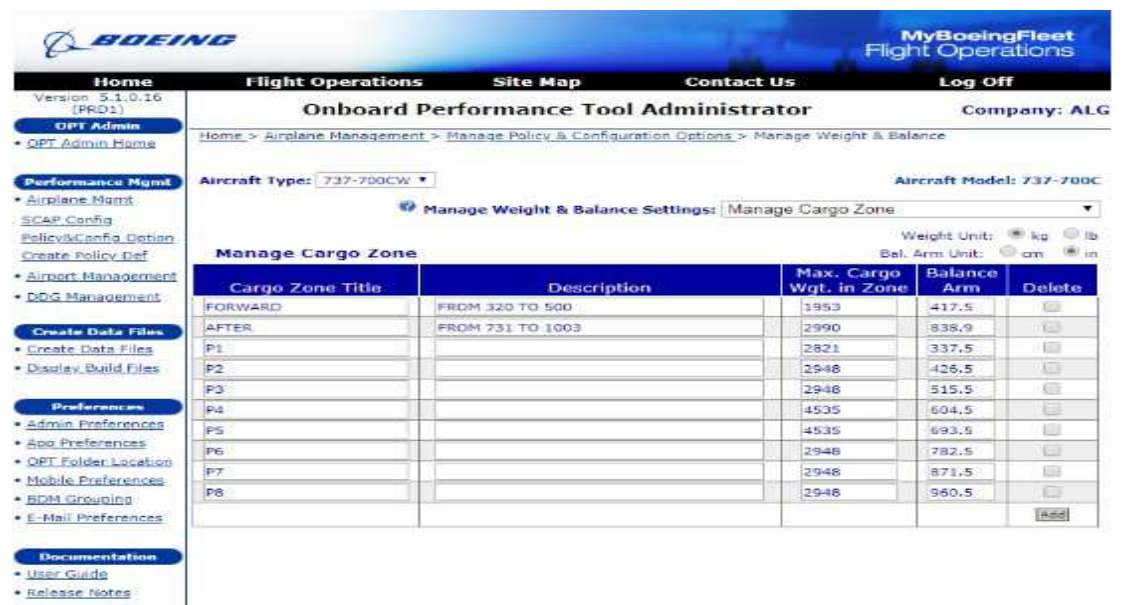 BOEING
MyBoeingFleet
Flight Operations
Home Flight Operations Site Map Contact Us Log Off
Version 5.1.0.16
(PRD1)
Onboard Performance Tool Administrator
Company: ALG
OPT Admin
• OPT Admin Home
Home > Airplane Management > Manage Policy & Configuration Options > Manage Weight & Balance
Performance Mgmt
• Airplane Mgmt
SCAP Config
Policy&Config Option
Create Policy Def
• Airport Management
• DDG Management
Create Data Files
• Create Data Files
• Display Build Files
Preferences
• Admin Preferences
• App Preferences
• OPT Folder Location
• Mobile Preferences
• BDM Grouping
• E-Mail Preferences
Documentation
• User Guide
• Release Notes
Aircraft Type: 737-700CW
Aircraft Model: 737-700C
Manage Weight & Balance Settings: Manage Cargo Zone
Weight Unit: kg lb
Manage Cargo Zone
Bal. Arm Unit: cm in
Cargo Zone Title Description Max. Cargo Wgt. in Zone Balance Arm Delete
FORWARD FROM 320 TO 500 1953 417.5
AFTER FROM 731 TO 1003 2990 838.9
P1 2821 337.5
P2 2948 426.5
P3 2948 515.5
P4 4535 604.5
P5 4535 693.5
P6 2948 782.5
P7 2948 871.5
P8 2948 960.5
Add